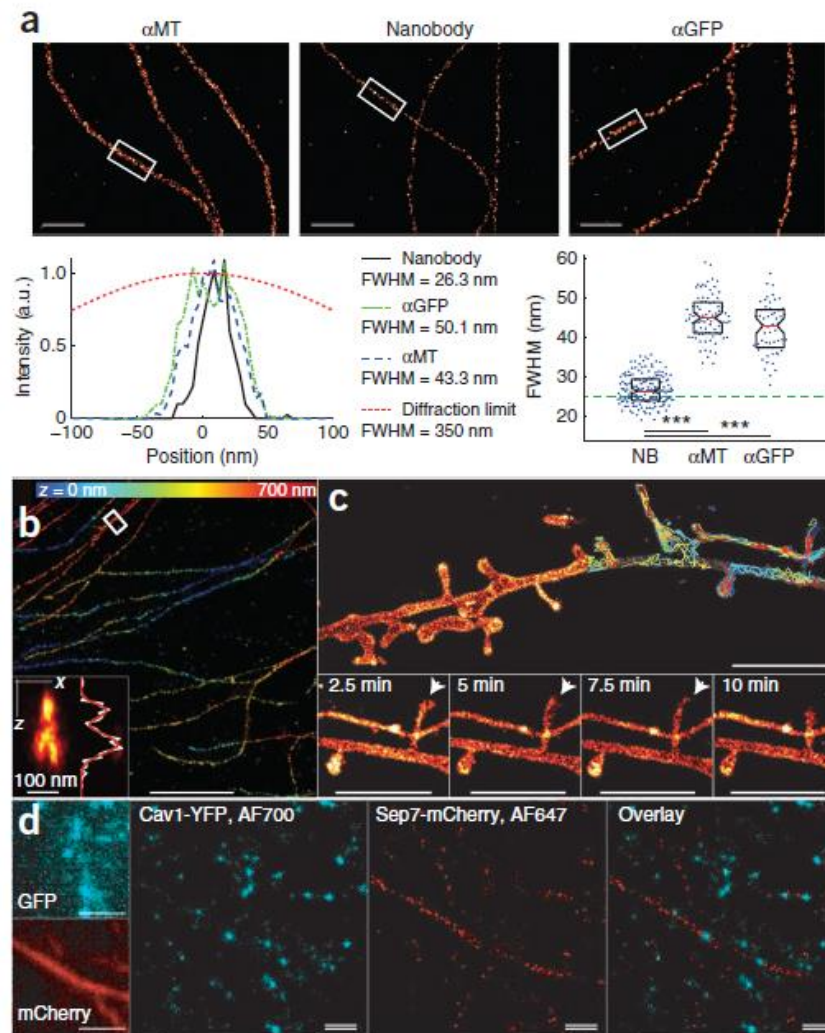 a
αMT Nanobody αGFP
Intensity (a.u.)
1.0
0.5
0
−100 −50 0 50 100
Position (nm)
Nanobody
FWHM = 26.3 nm
αGFP
FWHM = 50.1 nm
αMT
FWHM = 43.3 nm
Diffraction limit
FWHM = 350 nm
FWHM (nm)
60
50
40
30
20
*** ***
NB αMT αGFP
b
z = 0 nm 700 nm
x
z
100 nm
c
2.5 min 5 min 7.5 min 10 min
d
GFP
mCherry
Cav1-YFP, AF700 Sep7-mCherry, AF647 Overlay